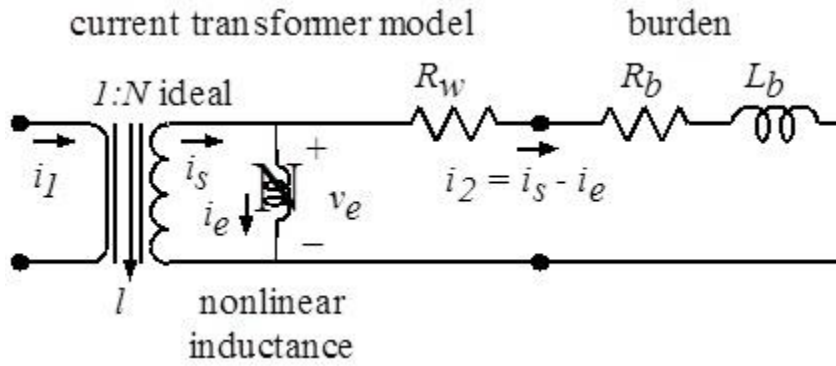 current transformer model burden
R_w R_b L_b
1:N ideal
i_1 i_s + i_2 = i_s - i_e
N
i_e v_e
−
l nonlinear
inductance